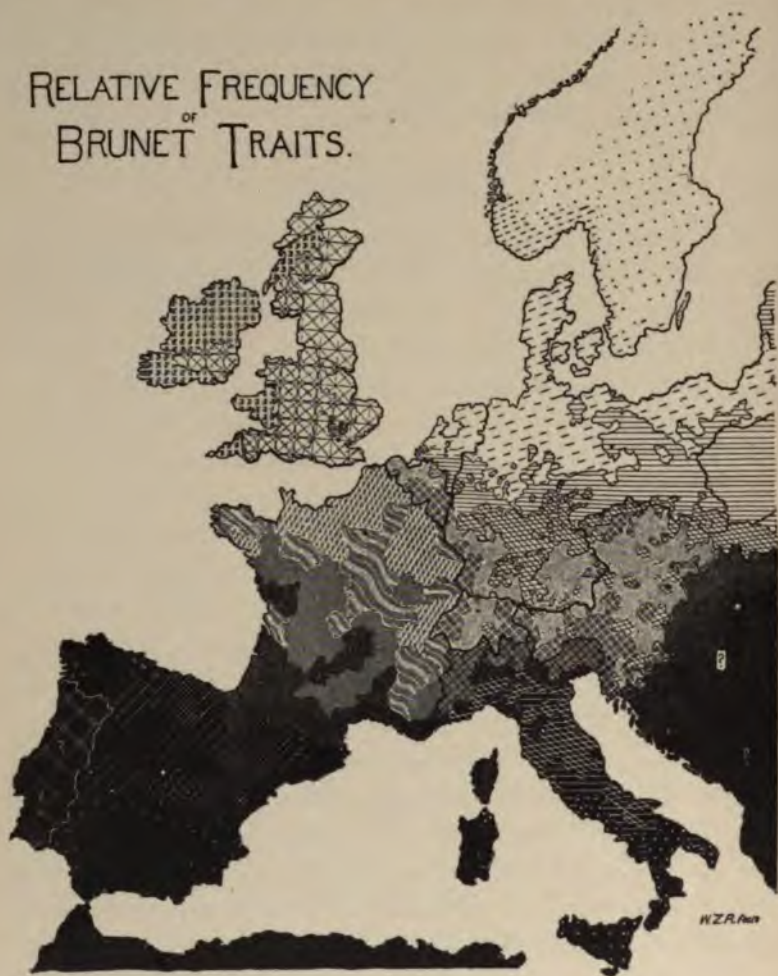 RELATIVE FREQUENCY
OF
BRUNET TRAITS.
?
?
W.Z.R.